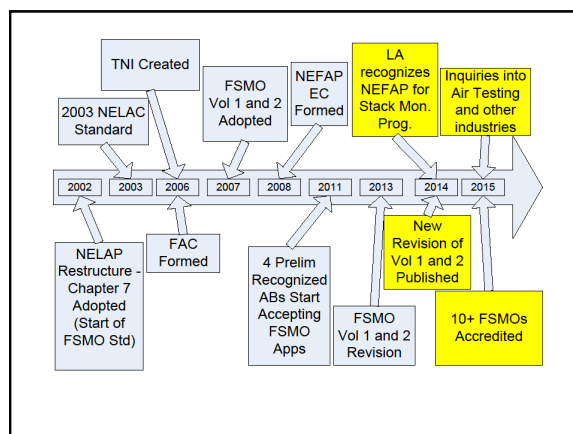 TNI Created
2003 NELAC
Standard
FSMO
Vol 1 and 2
Adopted
NEFAP
EC
Formed
LA
recognizes
NEFAP for
Stack Mon.
Prog.
Inquiries into
Air Testing
and other
industries
2002
2003
2006
2007
2008
2011
2013
2014
2015
NELAP
Restructure -
Chapter 7
Adopted
(Start of
FSMO Std)
FAC
Formed
4 Prelim
Recognized
ABs Start
Accepting
FSMO
Apps
FSMO
Vol 1 and 2
Revision
New
Revision of
Vol 1 and 2
Published
10+ FSMOs
Accredited